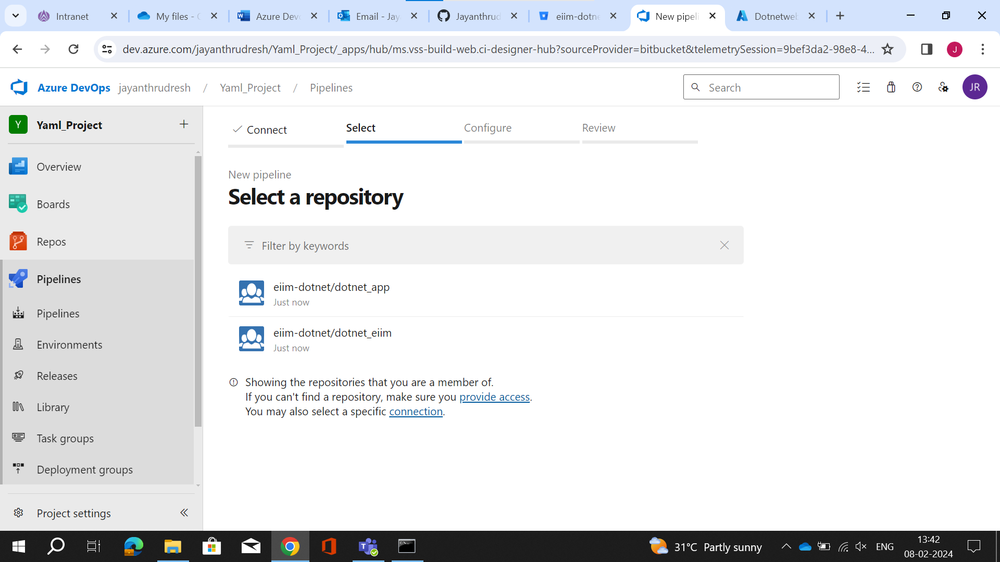 Intranet
My files - 
Azure Dev
Email - Jay
Jayanthrud
eiim-dotne
New pipeli
Dotnetweb
dev.azure.com/jayanthrudresh/Yaml_Project/_apps/hub/ms.vss-build-web.ci-designer-hub?sourceProvider=bitbucket&telemetrySession=9bef3da2-98e8-4...
J
Azure DevOps jayanthrudresh / Yaml_Project / Pipelines
Search
JR
Y Yaml_Project
Overview
Boards
Repos
Pipelines
Pipelines
Environments
Releases
Library
Task groups
Deployment groups
Project settings
Connect
Select
Configure
Review
New pipeline
Select a repository
Filter by keywords
eiim-dotnet/dotnet_app
Just now
eiim-dotnet/dotnet_eiim
Just now
Showing the repositories that you are a member of.
If you can't find a repository, make sure you provide access.
You may also select a specific connection.
31°C Partly sunny
ENG
13:42
08-02-2024